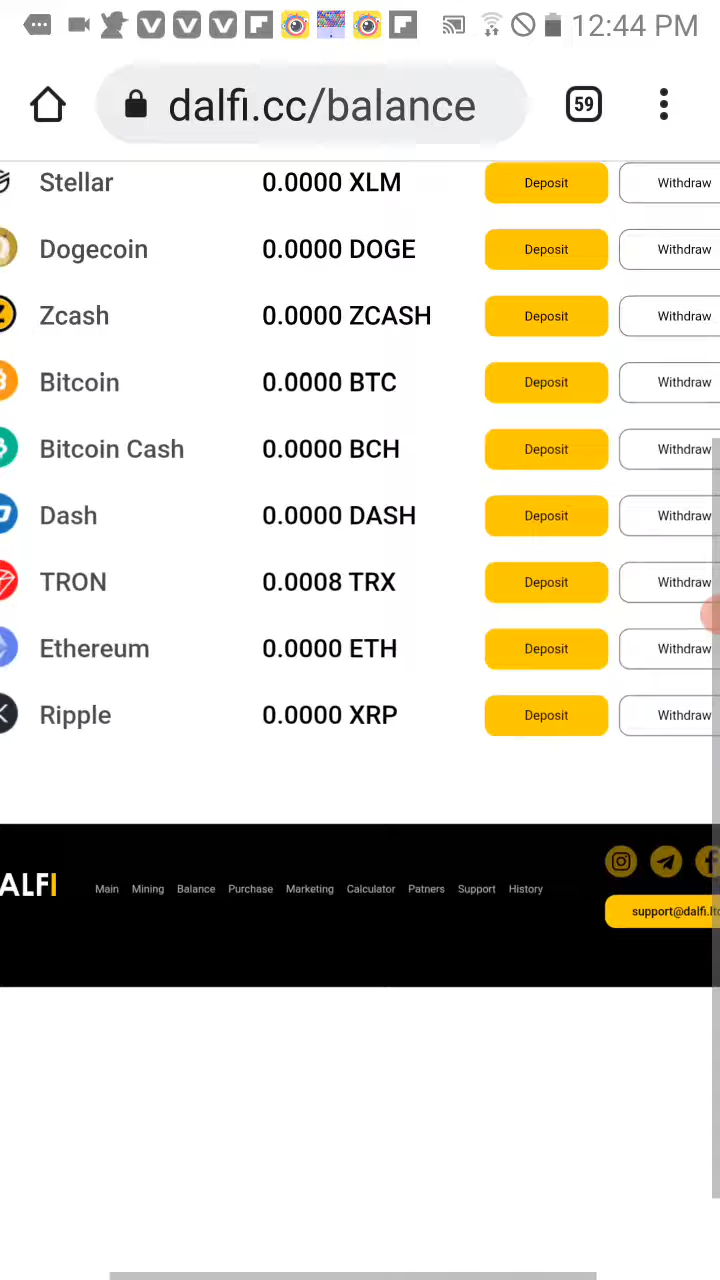 12:44 PM
dalfi.cc/balance
59
Stellar 0.0000 XLM Deposit Withdraw
Dogecoin 0.0000 DOGE Deposit Withdraw
Zcash 0.0000 ZCASH Deposit Withdraw
Bitcoin 0.0000 BTC Deposit Withdraw
Bitcoin Cash 0.0000 BCH Deposit Withdraw
Dash 0.0000 DASH Deposit Withdraw
TRON 0.0008 TRX Deposit Withdraw
Ethereum 0.0000 ETH Deposit Withdraw
Ripple 0.0000 XRP Deposit Withdraw
ALFI Main Mining Balance Purchase Marketing Calculator Patners Support History
support@dalfi.lt